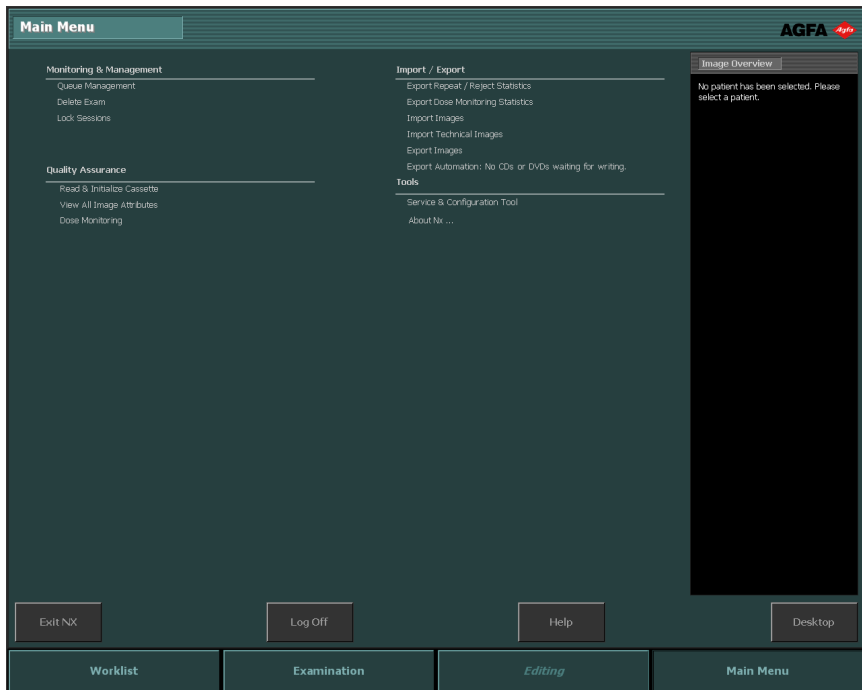 Main Menu
AGFA
Agfa
Monitoring & Management
Queue Management
Delete Exam
Lock Sessions
Quality Assurance
Read & Initialize Cassette
View All Image Attributes
Dose Monitoring
Import / Export
Export Repeat / Reject Statistics
Export Dose Monitoring Statistics
Import Images
Import Technical Images
Export Images
Export Automation: No CDs or DVDs waiting for writing.
Tools
Service & Configuration Tool
About Nx ...
Image Overview
No patient has been selected. Please
select a patient.
Exit NX
Log Off
Help
Desktop
Worklist
Examination
Editing
Main Menu